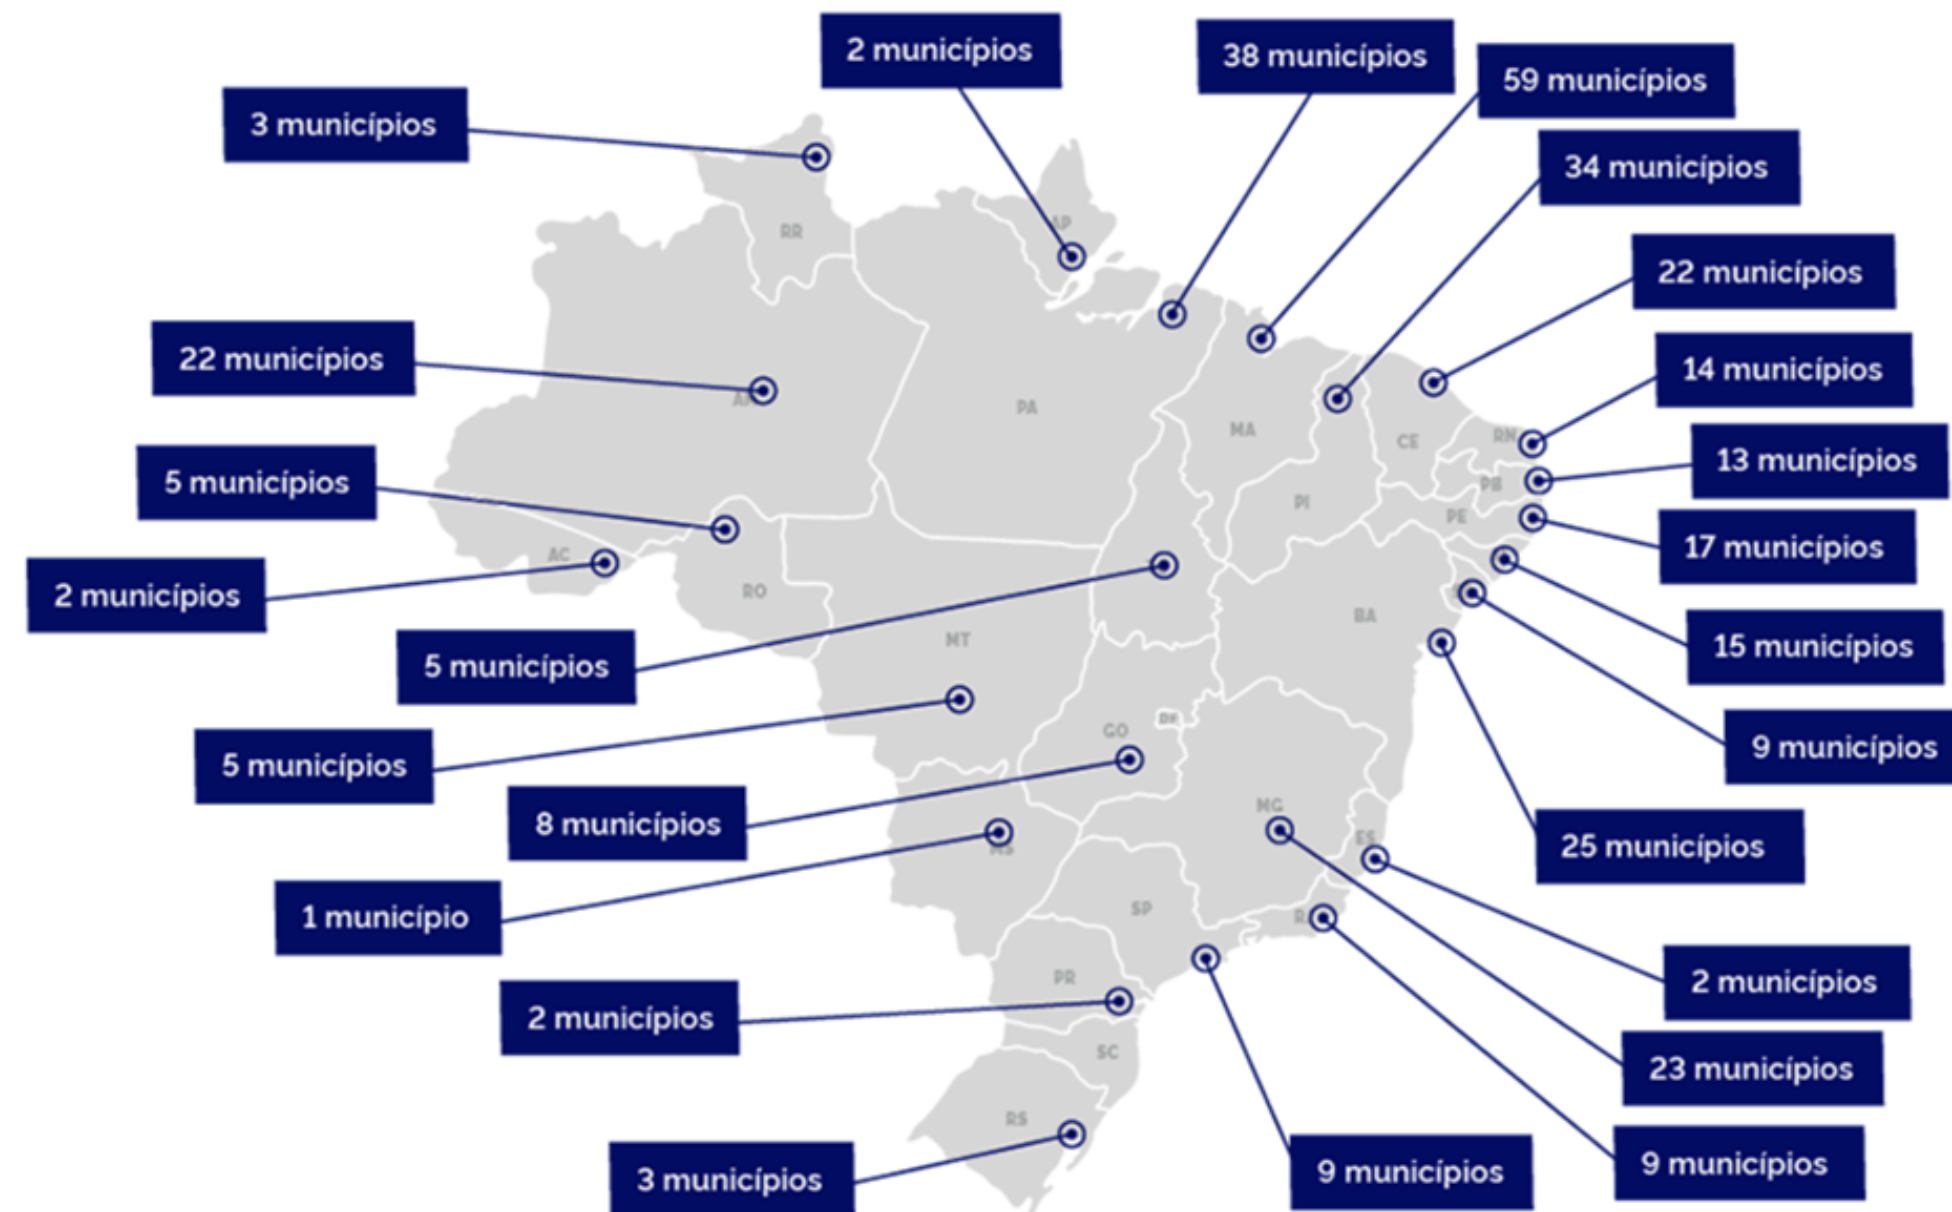 2 municípios
38 municípios
59 municípios
3 municípios
34 municípios
RR
AP
22 municípios
22 municípios
14 municípios
PA
MA
CE
RN
13 municípios
5 municípios
PI
PB
PE
17 municípios
AC
2 municípios
RO
BA
15 municípios
5 municípios
MT
9 municípios
GO
DF
5 municípios
8 municípios
MG
ES
25 municípios
MS
1 município
SP
2 municípios
PR
2 municípios
SC
23 municípios
RS
9 municípios
9 municípios
3 municípios